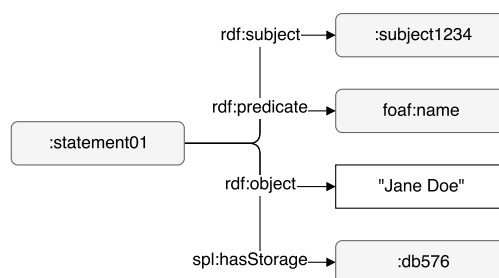 rdf:subject
:subject1234
rdf:predicate
foaf:name
:statement01
rdf:object
"Jane Doe"
spl:hasStorage
:db576